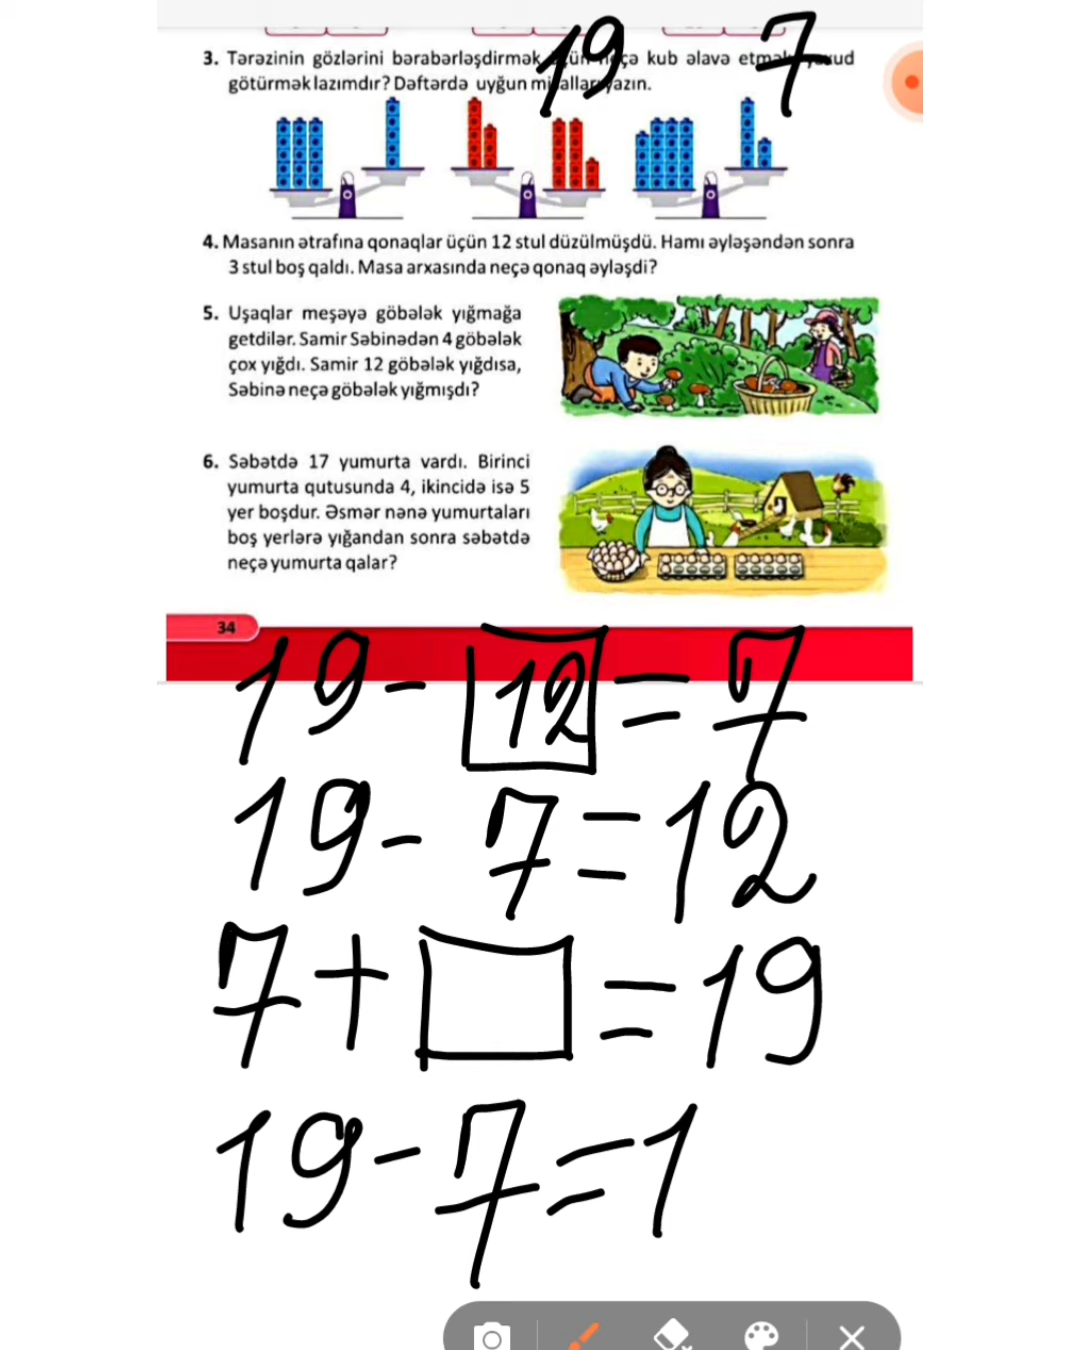 19 7
3. Tərəzinin gözlərini bərabərləşdirmək üçün neçə kub əlavə etmək yaxud
götürmək lazımdır? Dəftərdə uyğun misallar yazın.
4. Masanın ətrafına qonaqlar üçün 12 stul düzülmüşdü. Hamı əyləşəndən sonra
3 stul boş qaldı. Masa arxasında neçə qonaq əyləşdi?
5. Uşaqlar meşəyə göbələk yığmağa
getdilər. Samir Səbinədən 4 göbələk
çox yığdı. Samir 12 göbələk yığdısa,
Səbinə neçə göbələk yığmışdı?
6. Səbətdə 17 yumurta vardı. Birinci
yumurta qutusunda 4, ikincidə isə 5
yer boşdur. Əsmər nənə yumurtaları
boş yerlərə yığandan sonra səbətdə
neçə yumurta qalar?
34
19 - 12 = 7
19 - 7 = 12
7 + □ = 19
19 - 7 = 1